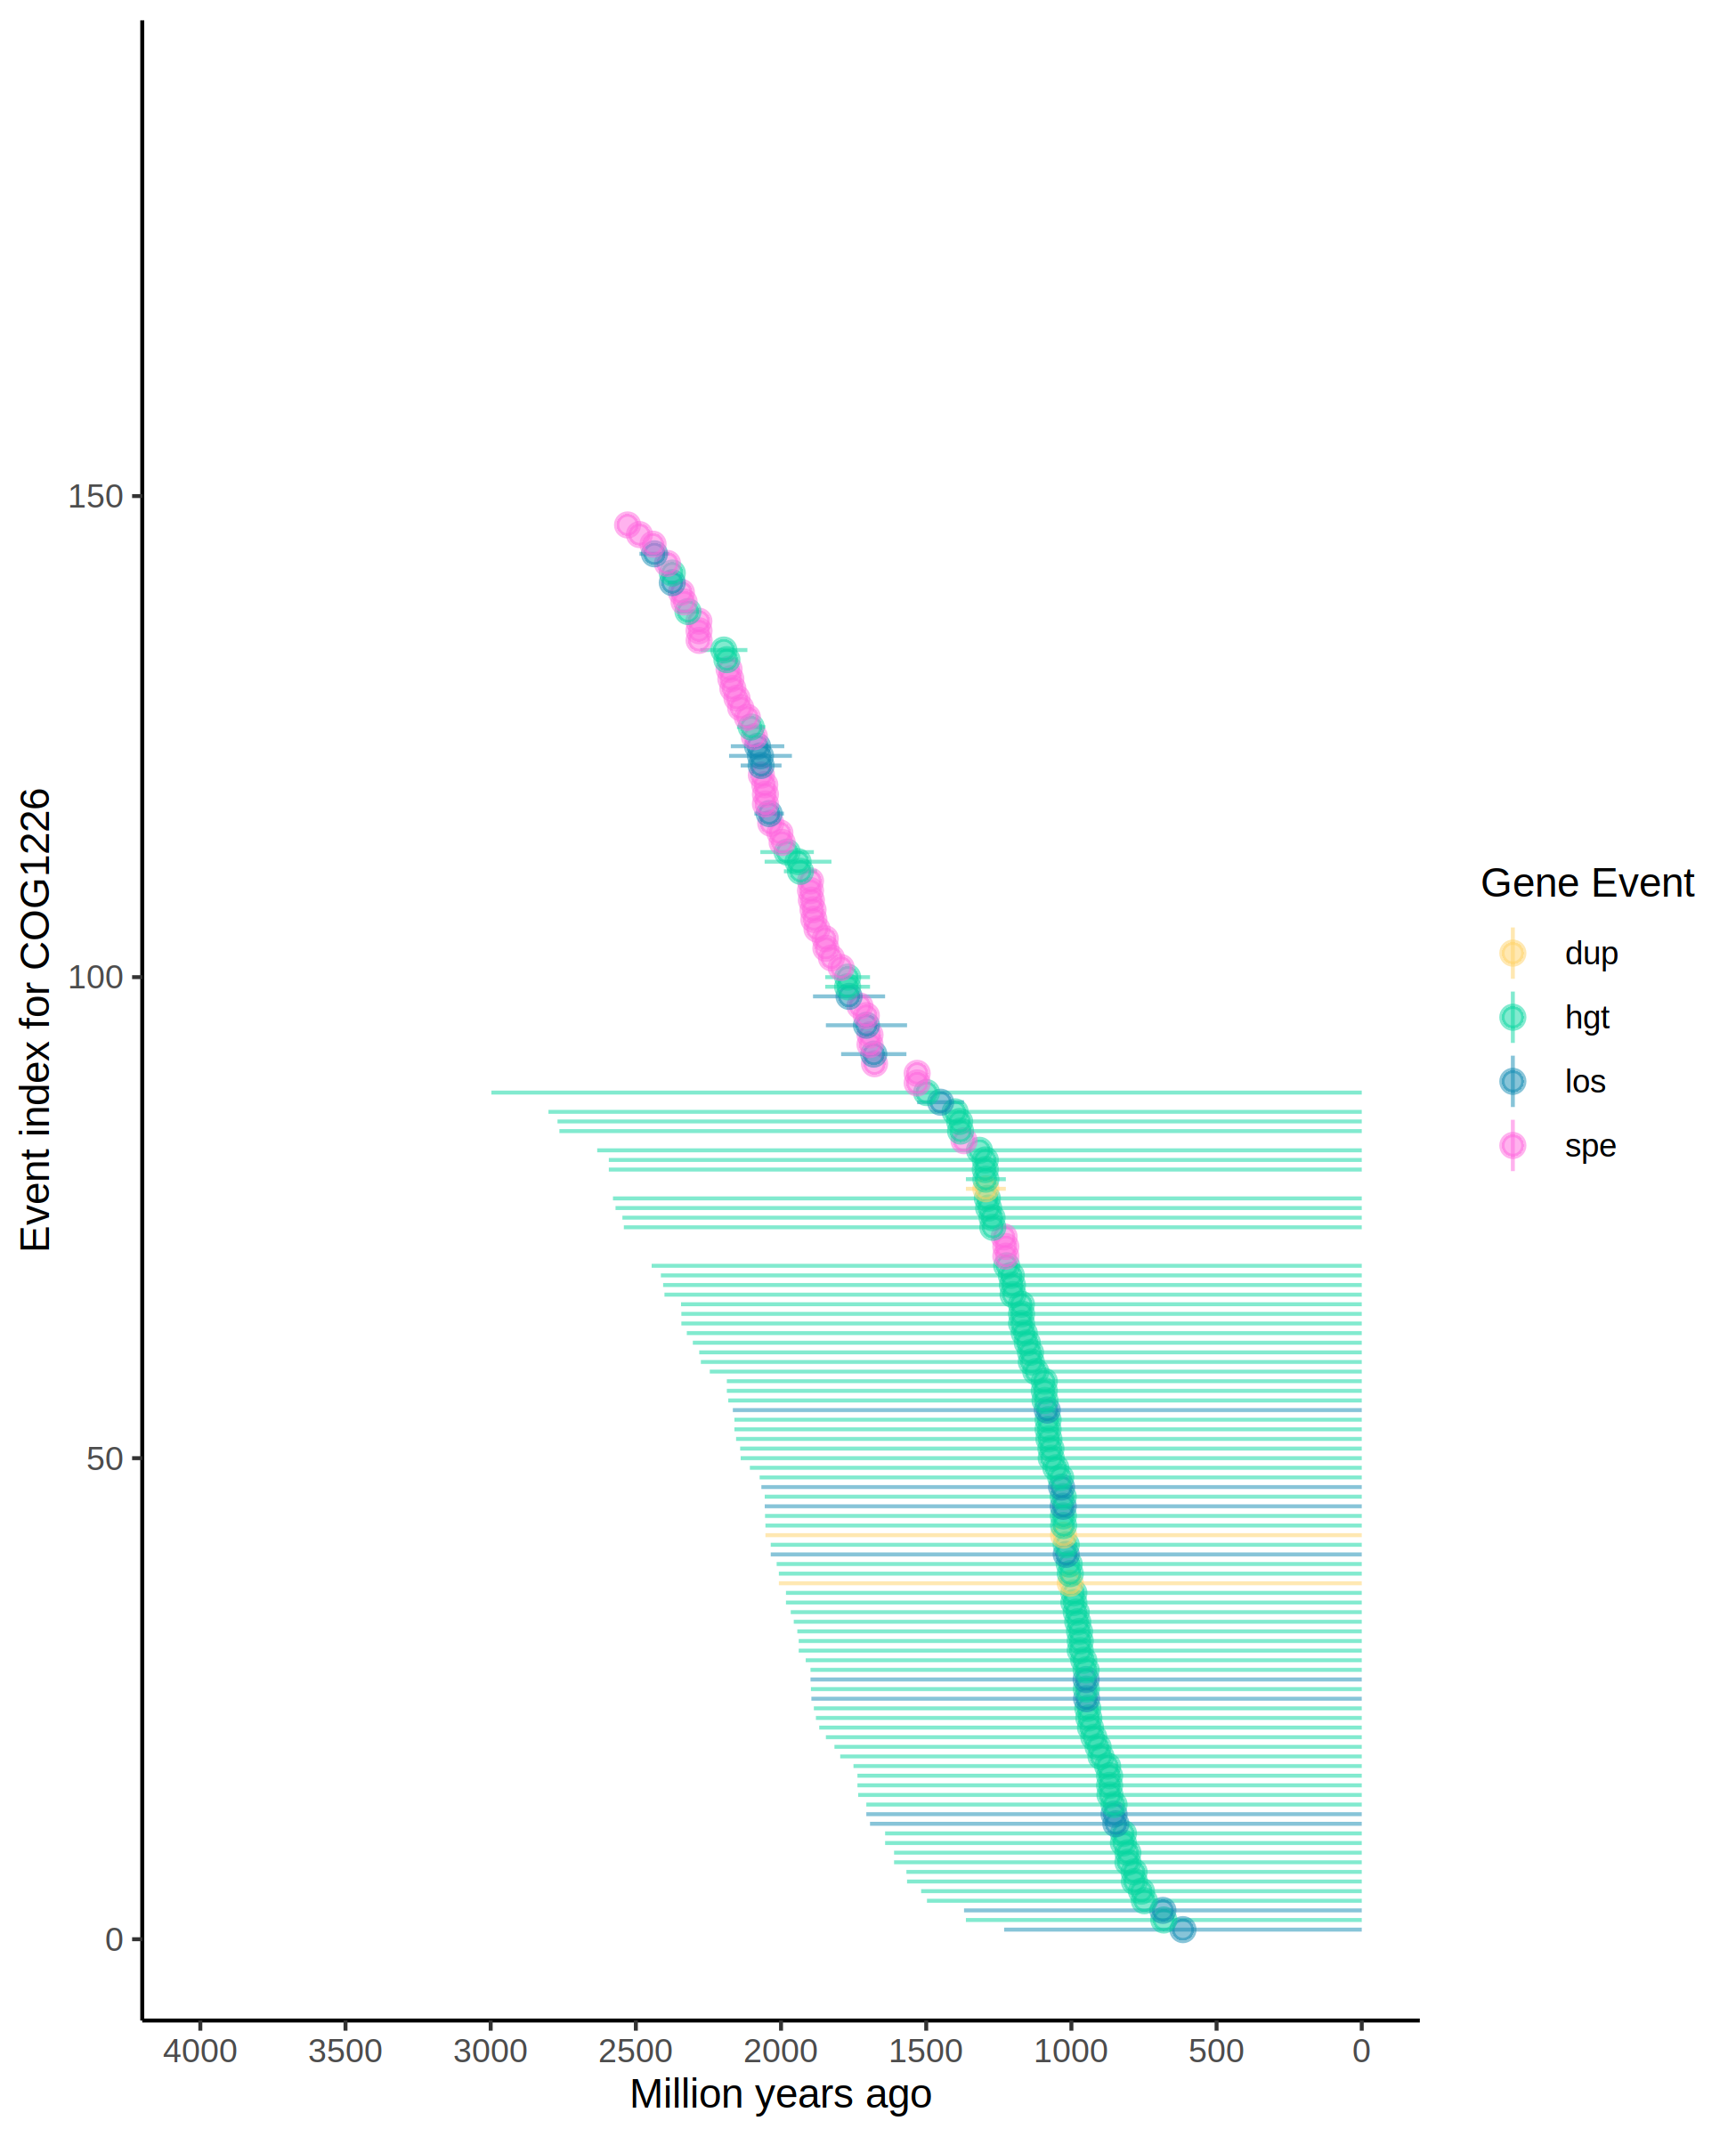 Event index for COG1226
150
100
50
0
4000 3500 3000 2500 2000 1500 1000 500 0
Million years ago
Gene Event
dup
hgt
los
spe